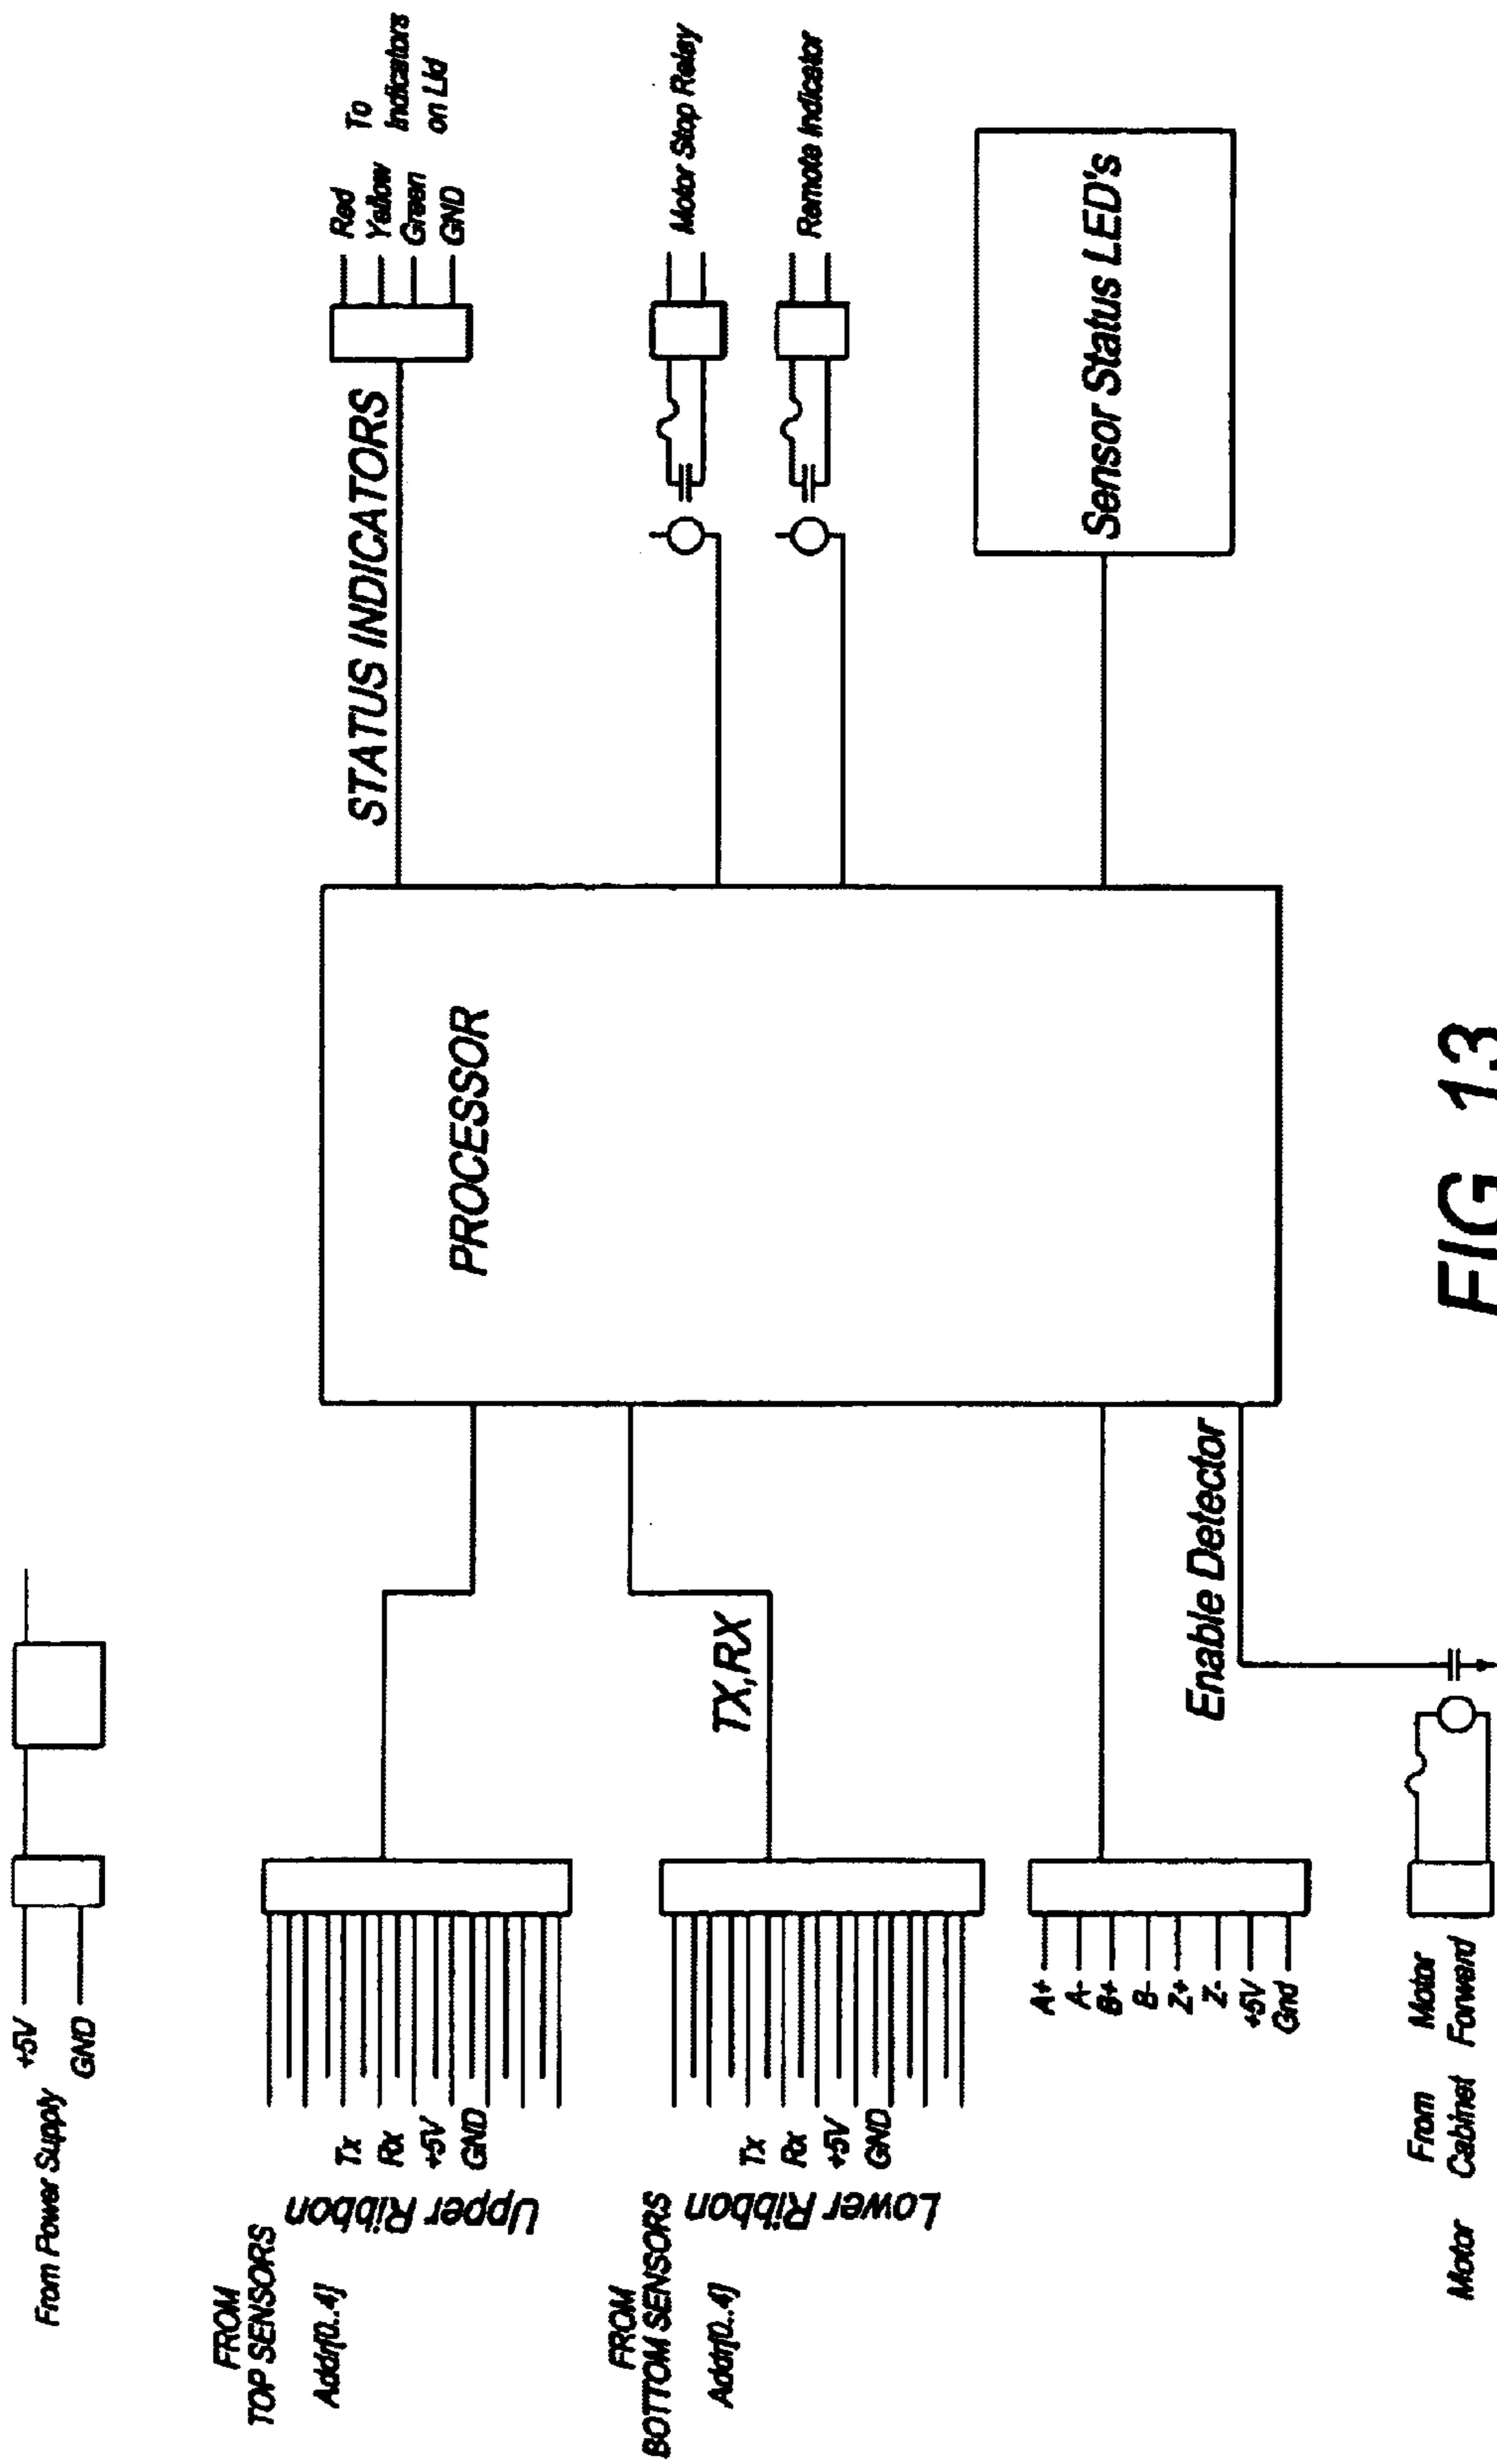 From Power Supply
+5V
GND
FROM
TOP SENSORS
Addr[0..4]
Upper Ribbon
Tx
Rx
+5V
GND
FROM
BOTTOM SENSORS
Addr[0..4]
Lower Ribbon
Tx
Rx
+5V
GND
TX,RX
A+
A-
B+
B-
Z+
Z-
+5V
Gnd
Enable Detector
Motor
From
Cabinet
Motor
Forward
PROCESSOR
STATUS INDICATORS
Red
Yellow
Green
GND
To
Indicators
on Lid
Motor Stop Relay
Remote Indicator
Sensor Status LED's
FIG. 13